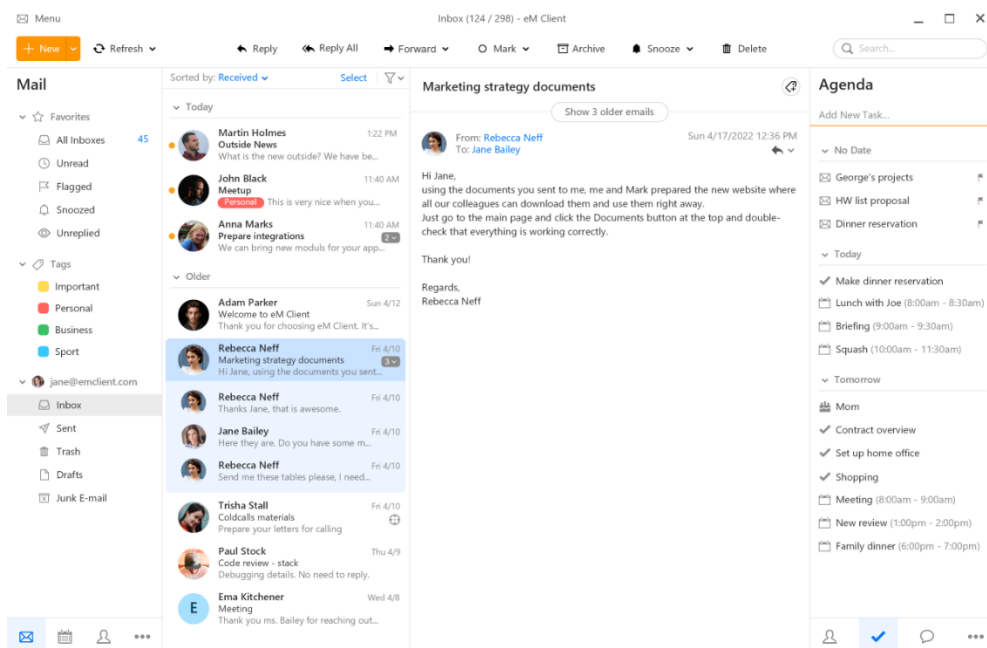 Menu
Inbox (124 / 298) - eM Client
+ New
Refresh
Reply
Reply All
Forward
Mark
Archive
Snooze
Delete
Search...
Mail
Favorites
All Inboxes 45
Unread
Flagged
Snoozed
Unreplied
Tags
Important
Personal
Business
Sport
jane@emclient.com
Inbox
Sent
Trash
Drafts
Junk E-mail
Sorted by: Received
Select
Today
Martin Holmes 1:22 PM
Outside News
What is the new outside? We have be...
John Black 11:40 AM
Meetup
Personal This is very nice when you...
Anna Marks 11:40 AM
Prepare integrations 2
We can bring new moduls for your app...
Older
Adam Parker Sun 4/12
Welcome to eM Client
Thank you for choosing eM Client. It's...
Rebecca Neff Fri 4/10
Marketing strategy documents 3
Hi Jane, using the documents you sent...
Rebecca Neff Fri 4/10
Thanks Jane, that is awesome.
Jane Bailey Fri 4/10
Here they are. Do you have some m...
Rebecca Neff Fri 4/10
Send me these tables please, I need...
Trisha Stall Fri 4/10
Coldcalls materials
Prepare your letters for calling
Paul Stock Thu 4/9
Code review - stack
Debugging details. No need to reply.
E
Ema Kitchener Wed 4/8
Meeting
Thank you ms. Bailey for reaching out...
Marketing strategy documents
Show 3 older emails
From: Rebecca Neff Sun 4/17/2022 12:36 PM
To: Jane Bailey
Hi Jane,
using the documents you sent to me, me and Mark prepared the new website where
all our colleagues can download them and use them right away.
Just go to the main page and click the Documents button at the top and double-
check that everything is working correctly.
Thank you!
Regards,
Rebecca Neff
Agenda
Add New Task...
No Date
George's projects
HW list proposal
Dinner reservation
Today
Make dinner reservation
Lunch with Joe (8:00am - 8:30am)
Briefing (9:00am - 9:30am)
Squash (10:00am - 11:30am)
Tomorrow
Mom
Contract overview
Set up home office
Shopping
Meeting (8:00am - 9:00am)
New review (1:00pm - 2:00pm)
Family dinner (6:00pm - 7:00pm)